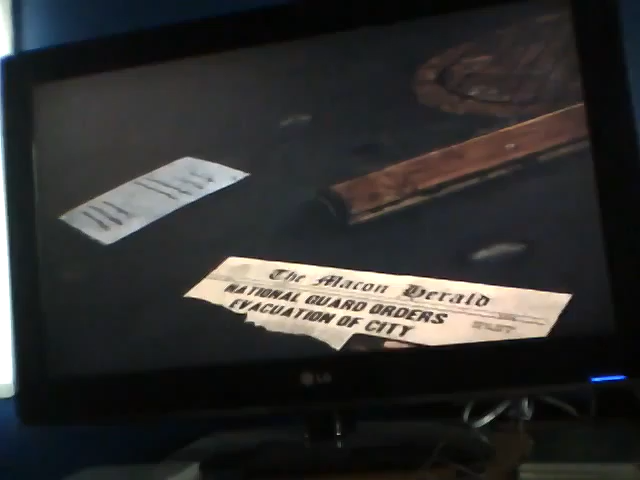 The Macon Herald
NATIONAL GUARD ORDERS
EVACUATION OF CITY
LG